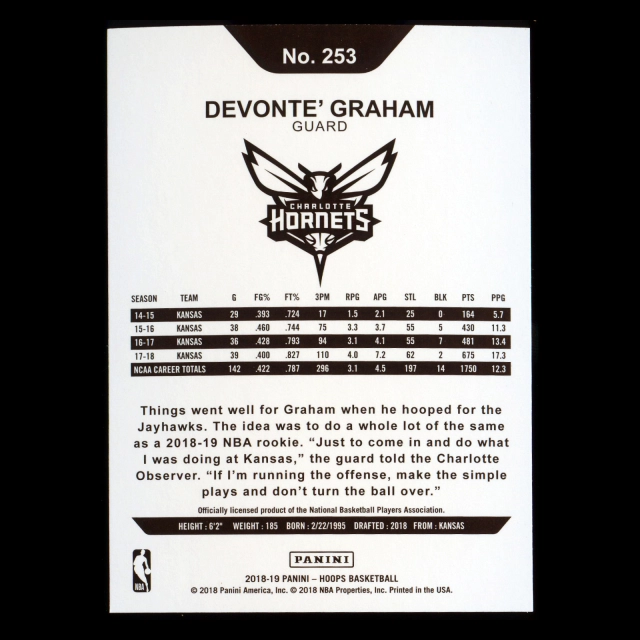 No. 253
DEVONTE' GRAHAM
GUARD
CHARLOTTE
HORNETS
SEASON TEAM G FG% FT% 3PM RPG APG STL BLK PTS PPG
14-15 KANSAS 29 .393 .724 17 1.5 2.1 25 0 164 5.7
15-16 KANSAS 38 .460 .744 75 3.3 3.7 55 5 430 11.3
16-17 KANSAS 36 .428 .793 94 3.1 4.1 55 7 481 13.4
17-18 KANSAS 39 .400 .827 110 4.0 7.2 62 2 675 17.3
NCAA CAREER TOTALS 142 .422 .787 296 3.1 4.5 197 14 1750 12.3
Things went well for Graham when he hooped for the
Jayhawks. The idea was to do a whole lot of the same
as a 2018-19 NBA rookie. “Just to come in and do what
I was doing at Kansas,” the guard told the Charlotte
Observer. “If I’m running the offense, make the simple
plays and don’t turn the ball over.”
Officially licensed product of the National Basketball Players Association.
HEIGHT : 6'2" WEIGHT : 185 BORN : 2/22/1995 DRAFTED : 2018 FROM : KANSAS
NBA
PANINI
2018-19 PANINI – HOOPS BASKETBALL
© 2018 Panini America, Inc. © 2018 NBA Properties, Inc. Printed in the USA.